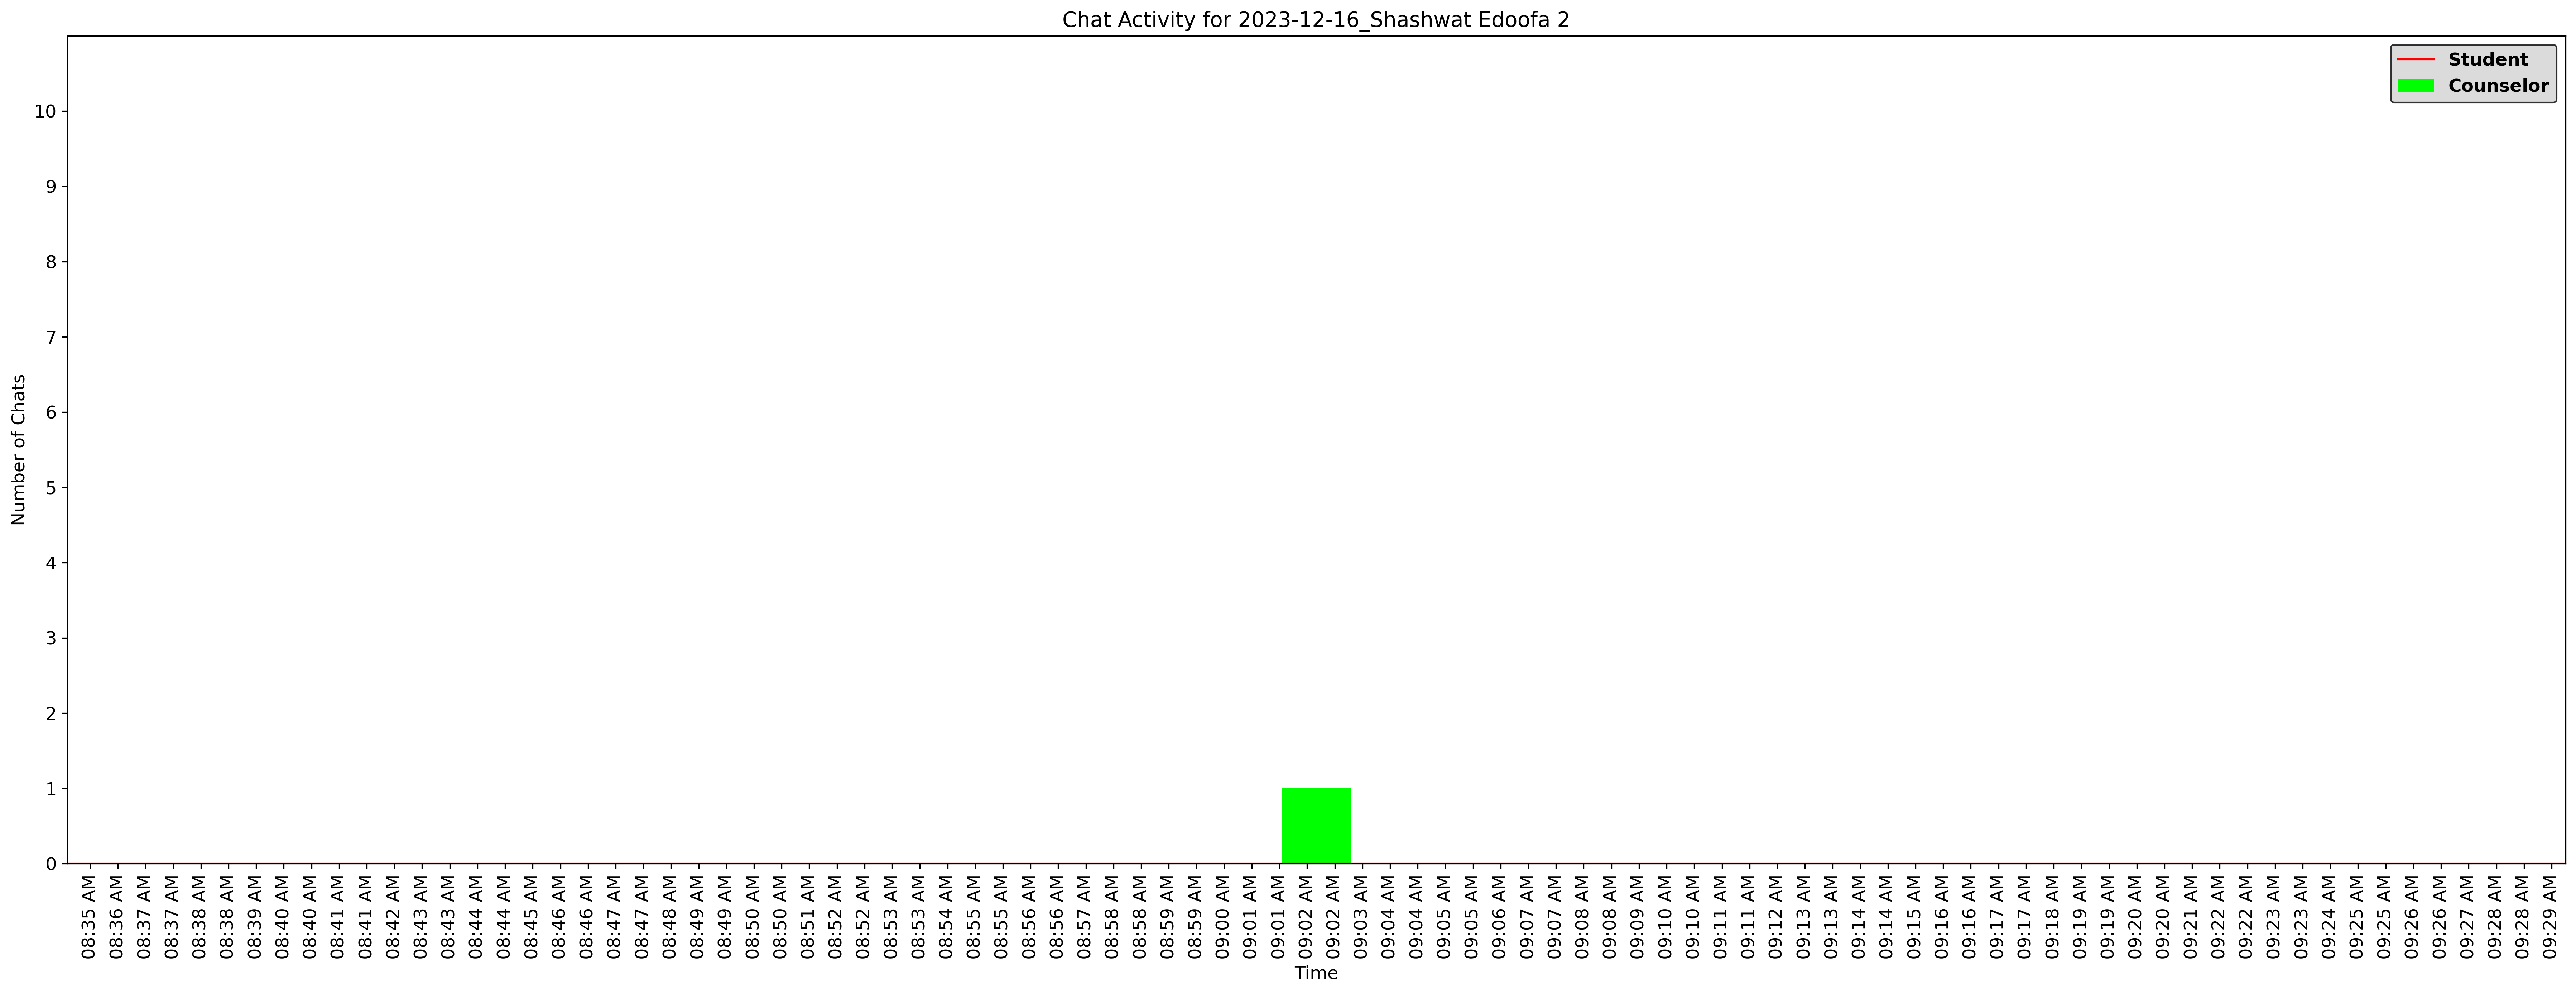 Chat Activity for 2023-12-16_Shashwat Edoofa 2
Student
Counselor
Number of Chats
10
9
8
7
6
5
4
3
2
1
0
08:35 AM
08:36 AM
08:37 AM
08:37 AM
08:38 AM
08:38 AM
08:39 AM
08:40 AM
08:40 AM
08:41 AM
08:41 AM
08:42 AM
08:43 AM
08:43 AM
08:44 AM
08:44 AM
08:45 AM
08:46 AM
08:46 AM
08:47 AM
08:47 AM
08:48 AM
08:49 AM
08:49 AM
08:50 AM
08:50 AM
08:51 AM
08:52 AM
08:52 AM
08:53 AM
08:53 AM
08:54 AM
08:55 AM
08:55 AM
08:56 AM
08:56 AM
08:57 AM
08:58 AM
08:58 AM
08:59 AM
08:59 AM
09:00 AM
09:01 AM
09:01 AM
09:02 AM
09:02 AM
09:03 AM
09:04 AM
09:04 AM
09:05 AM
09:05 AM
09:06 AM
09:07 AM
09:07 AM
09:08 AM
09:08 AM
09:09 AM
09:10 AM
09:10 AM
09:11 AM
09:11 AM
09:12 AM
09:13 AM
09:13 AM
09:14 AM
09:14 AM
09:15 AM
09:16 AM
09:16 AM
09:17 AM
09:17 AM
09:18 AM
09:19 AM
09:19 AM
09:20 AM
09:20 AM
09:21 AM
09:22 AM
09:22 AM
09:23 AM
09:23 AM
09:24 AM
09:25 AM
09:25 AM
09:26 AM
09:26 AM
09:27 AM
09:28 AM
09:28 AM
09:29 AM
Time